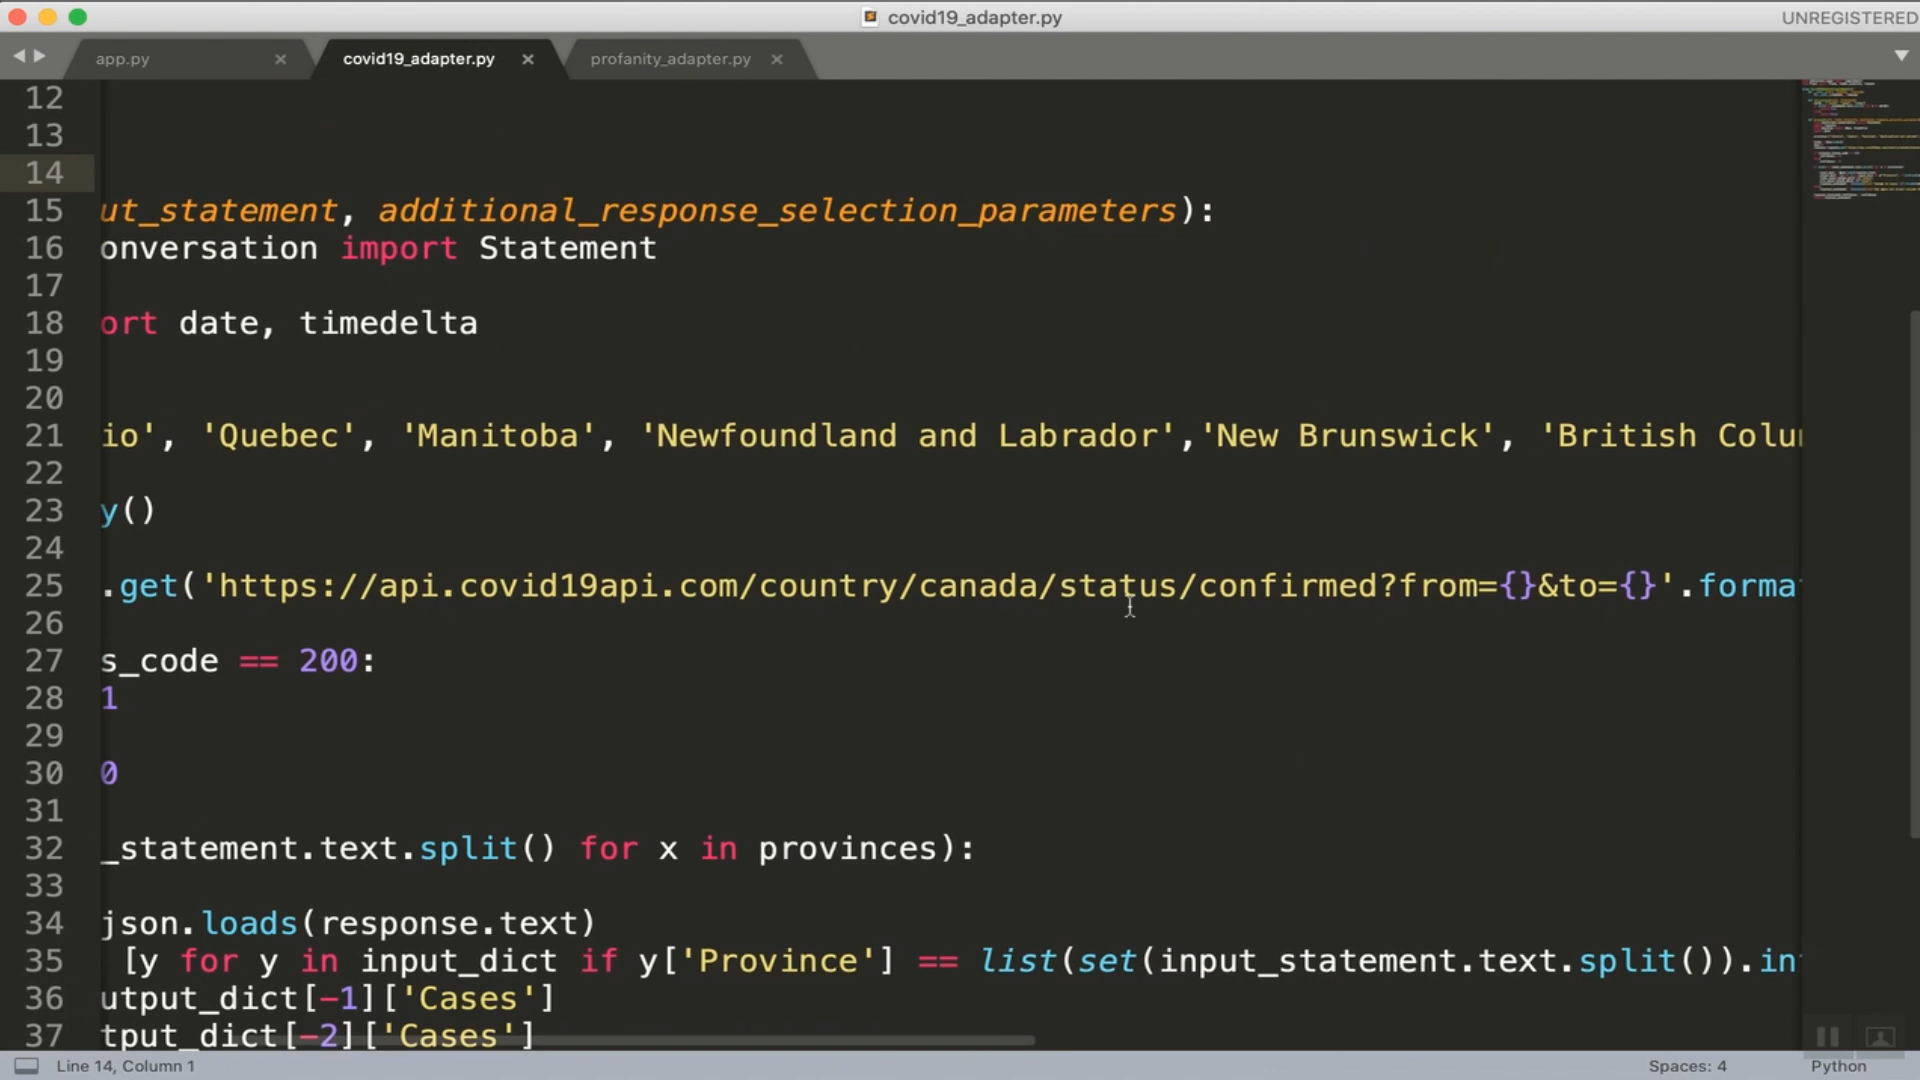 covid19_adapter.py
UNREGISTERED
app.py
covid19_adapter.py
profanity_adapter.py
12
13
14
15 ut_statement, additional_response_selection_parameters):
16 onversation import Statement
17
18 ort date, timedelta
19
20
21 io', 'Quebec', 'Manitoba', 'Newfoundland and Labrador','New Brunswick', 'British Colu
22
23 y()
24
25 .get('https://api.covid19api.com/country/canada/status/confirmed?from={}&to={}'.forma
26
27 s_code == 200:
28 1
29
30 0
31
32 _statement.text.split() for x in provinces):
33
34 json.loads(response.text)
35 [y for y in input_dict if y['Province'] == list(set(input_statement.text.split()).in
36 utput_dict[-1]['Cases']
37 tput_dict[-2]['Cases']
Line 14, Column 1
Spaces: 4
Python